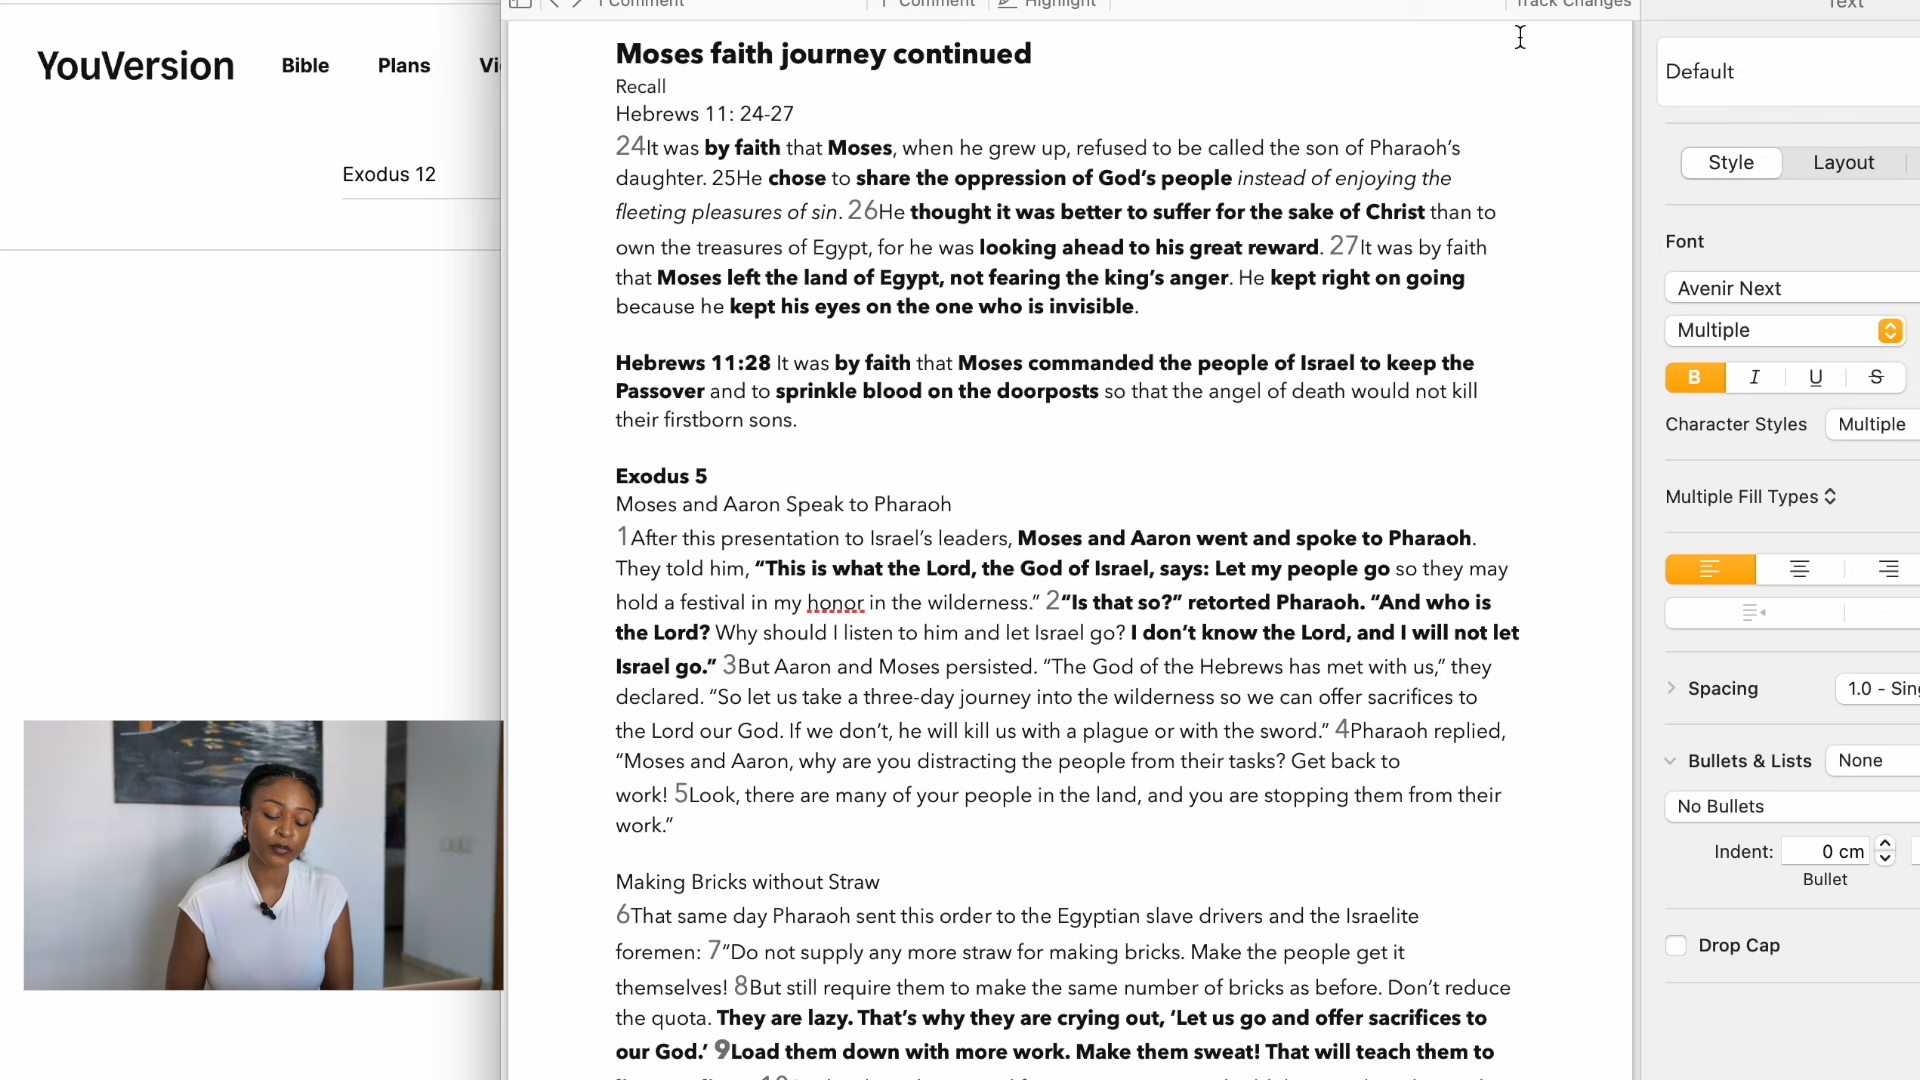 1 Comment
Comment
Highlight
Track Changes
Text
YouVersion
Bible
Plans
Exodus 12
Moses faith journey continued
Recall
Hebrews 11: 24-27
24It was by faith that Moses, when he grew up, refused to be called the son of Pharaoh’s
daughter. 25He chose to share the oppression of God’s people instead of enjoying the
fleeting pleasures of sin. 26He thought it was better to suffer for the sake of Christ than to
own the treasures of Egypt, for he was looking ahead to his great reward. 27It was by faith
that Moses left the land of Egypt, not fearing the king’s anger. He kept right on going
because he kept his eyes on the one who is invisible.
Hebrews 11:28 It was by faith that Moses commanded the people of Israel to keep the
Passover and to sprinkle blood on the doorposts so that the angel of death would not kill
their firstborn sons.
Exodus 5
Moses and Aaron Speak to Pharaoh
1After this presentation to Israel’s leaders, Moses and Aaron went and spoke to Pharaoh.
They told him, “This is what the Lord, the God of Israel, says: Let my people go so they may
hold a festival in my honor in the wilderness.” 2“Is that so?” retorted Pharaoh. “And who is
the Lord? Why should I listen to him and let Israel go? I don’t know the Lord, and I will not let
Israel go.” 3But Aaron and Moses persisted. “The God of the Hebrews has met with us,” they
declared. “So let us take a three-day journey into the wilderness so we can offer sacrifices to
the Lord our God. If we don’t, he will kill us with a plague or with the sword.” 4Pharaoh replied,
“Moses and Aaron, why are you distracting the people from their tasks? Get back to
work! 5Look, there are many of your people in the land, and you are stopping them from their
work.”
Making Bricks without Straw
6That same day Pharaoh sent this order to the Egyptian slave drivers and the Israelite
foremen: 7“Do not supply any more straw for making bricks. Make the people get it
themselves! 8But still require them to make the same number of bricks as before. Don’t reduce
the quota. They are lazy. That’s why they are crying out, ‘Let us go and offer sacrifices to
our God.’ 9Load them down with more work. Make them sweat! That will teach them to
Default
Style
Layout
Font
Avenir Next
Multiple
B I U S
Character Styles
Multiple
Multiple Fill Types
Spacing
1.0 - Sin
Bullets & Lists
None
No Bullets
Indent:
0 cm
Bullet
Drop Cap